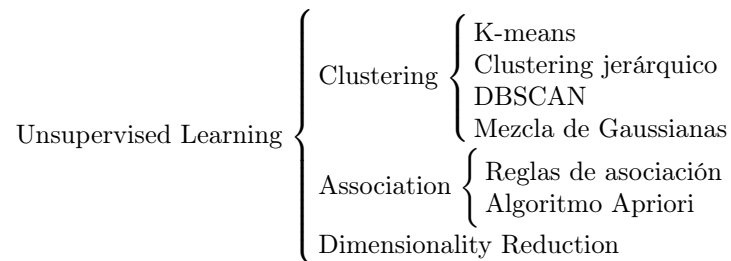 K-means
Clustering jerárquico
Clustering
DBSCAN
Mezcla de Gaussianas
Unsupervised Learning
Reglas de asociación
Association
Algoritmo Apriori
Dimensionality Reduction